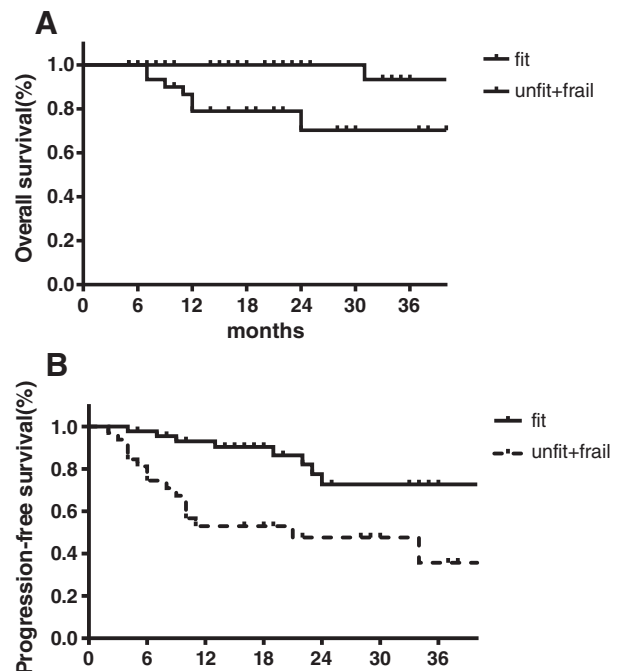 A
Overall survival(%)
1.0
0.8
0.6
0.4
0.2
0.0
0 6 12 18 24 30 36
months
fit
unfit+frail
B
Progression-free survival(%)
1.0
0.8
0.6
0.4
0.2
0.0
0 6 12 18 24 30 36
fit
unfit+frail